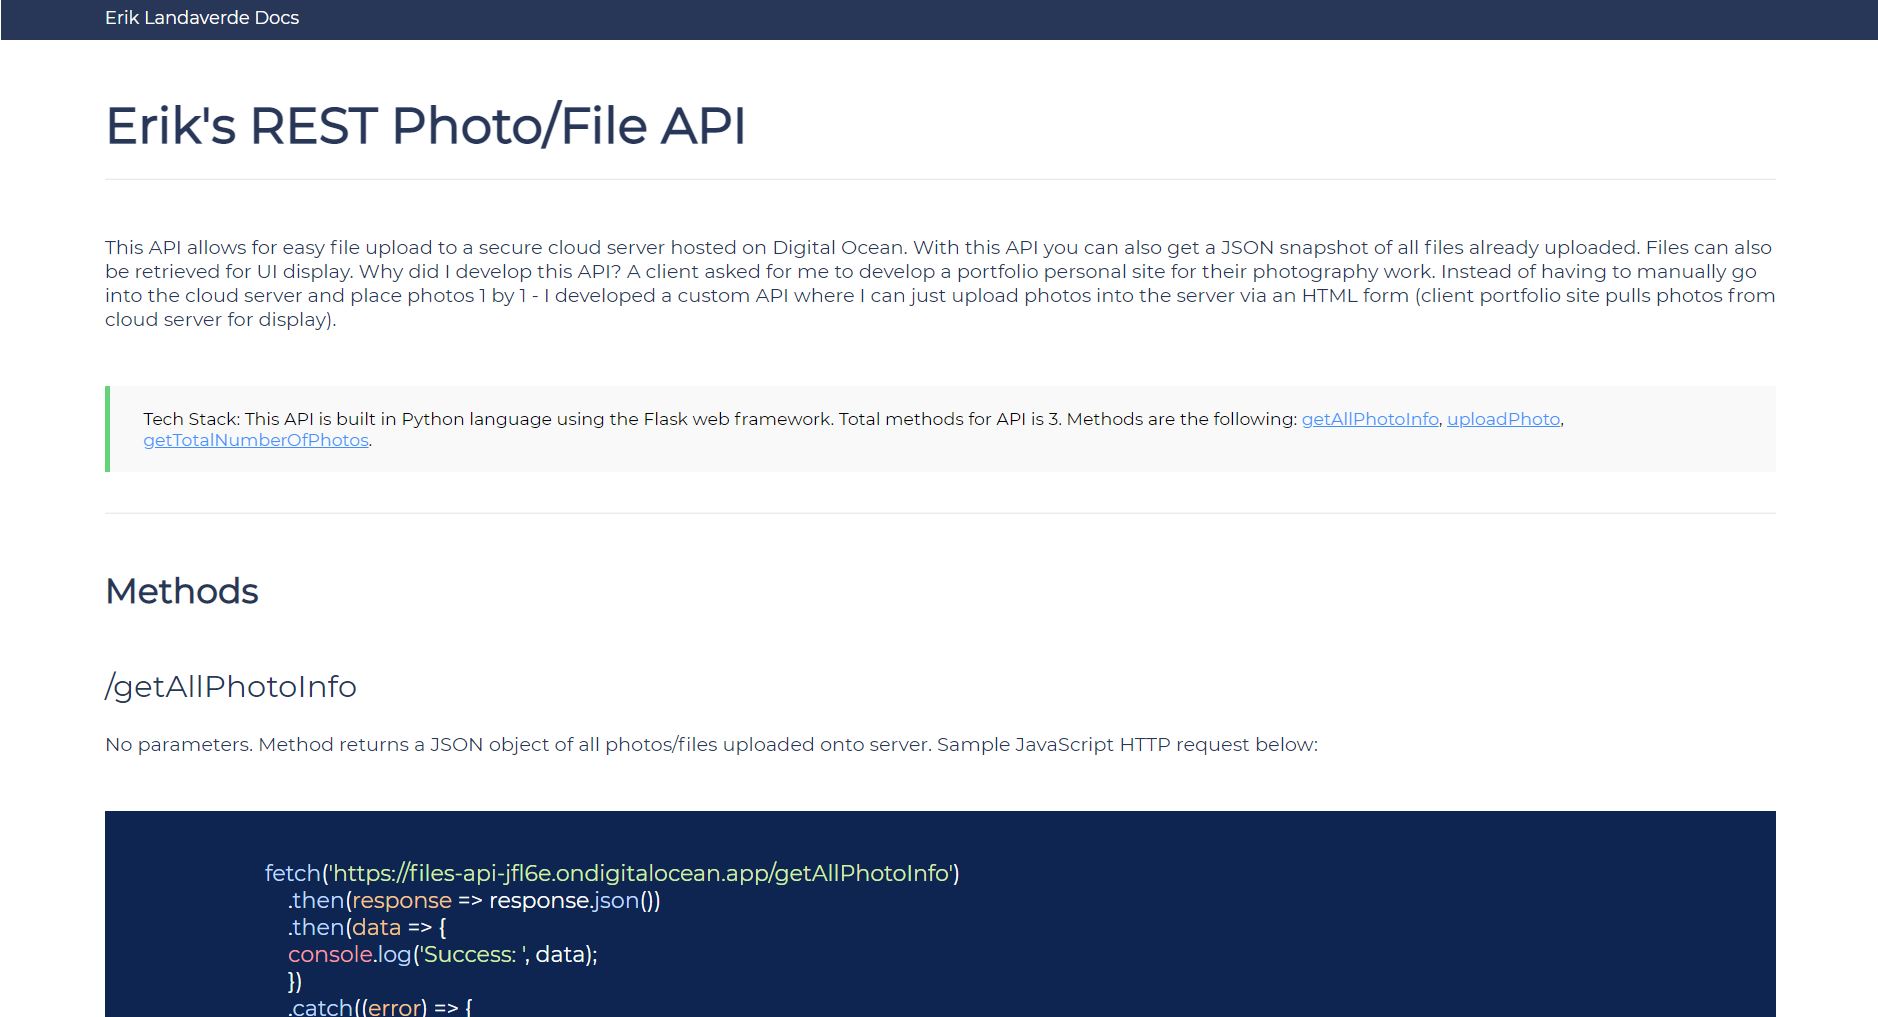 Erik Landaverde Docs
Erik's REST Photo/File API
This API allows for easy file upload to a secure cloud server hosted on Digital Ocean. With this API you can also get a JSON snapshot of all files already uploaded. Files can also
be retrieved for UI display. Why did I develop this API? A client asked for me to develop a portfolio personal site for their photography work. Instead of having to manually go
into the cloud server and place photos 1 by 1 - I developed a custom API where I can just upload photos into the server via an HTML form (client portfolio site pulls photos from
cloud server for display).
Tech Stack: This API is built in Python language using the Flask web framework. Total methods for API is 3. Methods are the following: getAllPhotoInfo, uploadPhoto,
getTotalNumberOfPhotos.
Methods
/getAllPhotoInfo
No parameters. Method returns a JSON object of all photos/files uploaded onto server. Sample JavaScript HTTP request below:
fetch('https://files-api-jfl6e.ondigitalocean.app/getAllPhotoInfo')
.then(response => response.json())
.then(data => {
console.log('Success: ', data);
})
.catch((error) => {